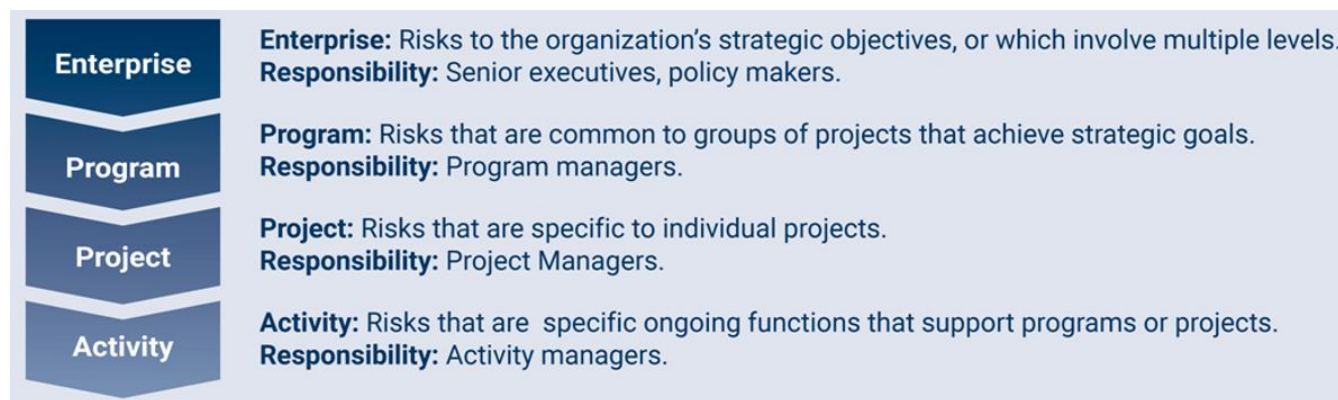 Enterprise
Enterprise: Risks to the organization's strategic objectives, or which involve multiple levels.
Responsibility: Senior executives, policy makers.
Program
Program: Risks that are common to groups of projects that achieve strategic goals.
Responsibility: Program managers.
Project
Project: Risks that are specific to individual projects.
Responsibility: Project Managers.
Activity
Activity: Risks that are specific ongoing functions that support programs or projects.
Responsibility: Activity managers.